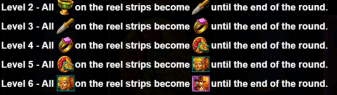 Level 2 - All on the reel strips become until the end of the round.
Level 3 - All on the reel strips become until the end of the round.
Level 4 - All on the reel strips become until the end of the round.
Level 5 - All on the reel strips become until the end of the round.
Level 6 - All on the reel strips become until the end of the round.